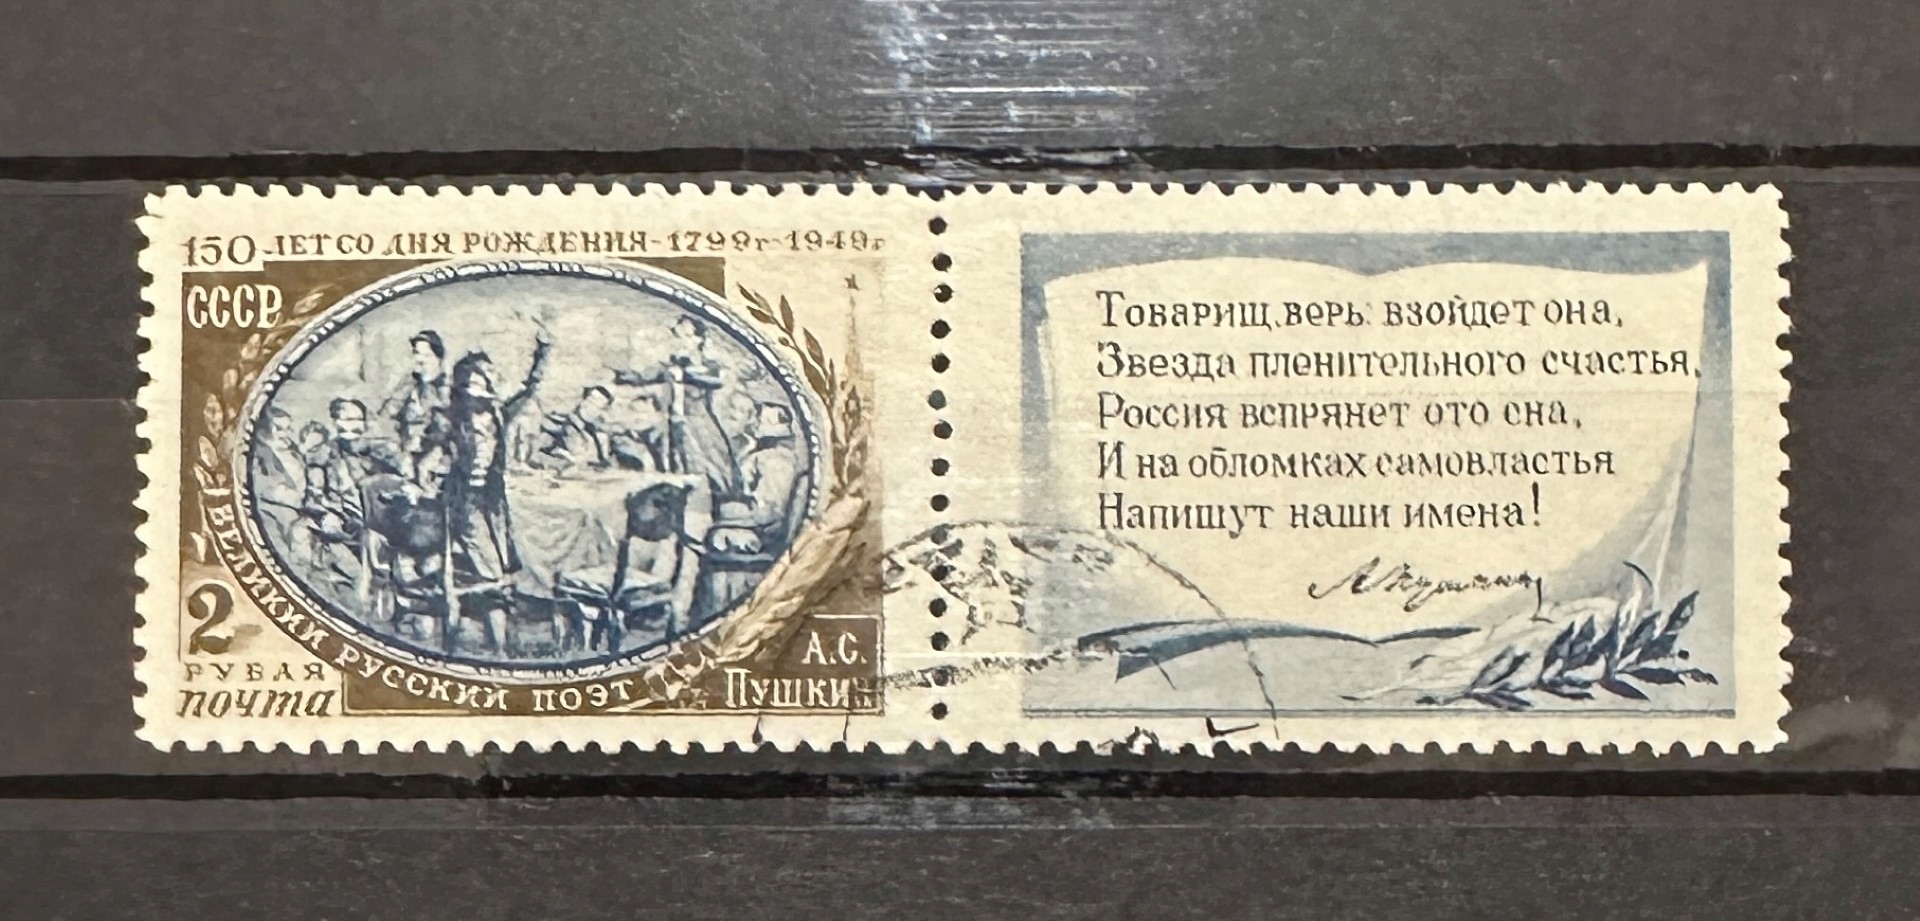 150 ЛЕТ СО ДНЯ РОЖДЕНИЯ-1799г-1949г
СССР
ВЕЛИКИЙ РУССКИЙ ПОЭТ
2
РУБЛЯ
почта
А.С.
ПУШКИН
Товарищ, верь: взойдет она,
Звезда пленительного счастья,
Россия вспрянет ото сна,
И на обломках самовластья
Напишут наши имена!
А Пушкин